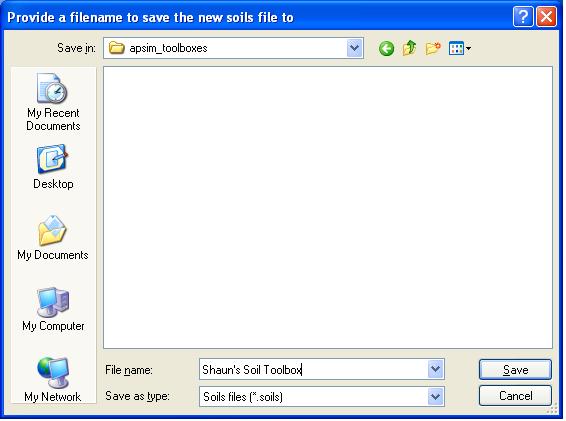 Provide a filename to save the new soils file to
Save in: apsim_toolboxes
My Recent
Documents
Desktop
My Documents
My Computer
My Network
File name: Shaun's Soil Toolbox Save
Save as type: Soils files (*.soils) Cancel